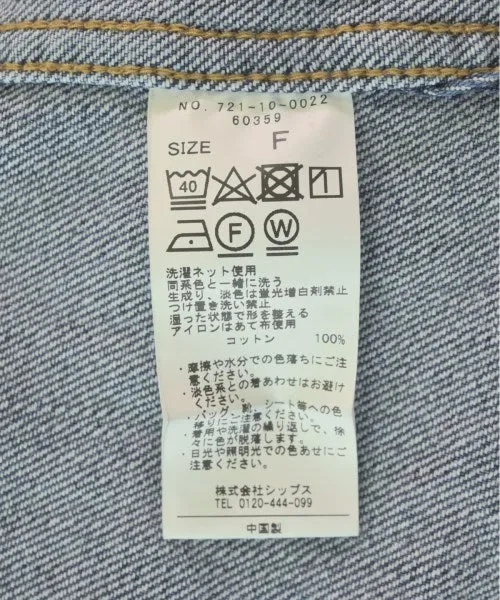 NO. 721-10-0022
60359
SIZE F
40
F W
洗濯ネット使用
同系色と一緒に洗う
生成り、淡色は蛍光増白剤禁止
つけ置き洗い禁止
湿った状態で形を整える
アイロンはあて布使用
コットン 100%
・摩擦や水分での色落ちにご注
意ください。
・淡色系との着あわせはお避け
ください。
・バッグ、靴、シート等への色
移りにご注意ください。
・着用や洗濯の繰り返しで、徐
々に色が脱落します。
・日光や照明光での色あせにご
注意ください。
株式会社シップス
TEL 0120-444-099
中国製